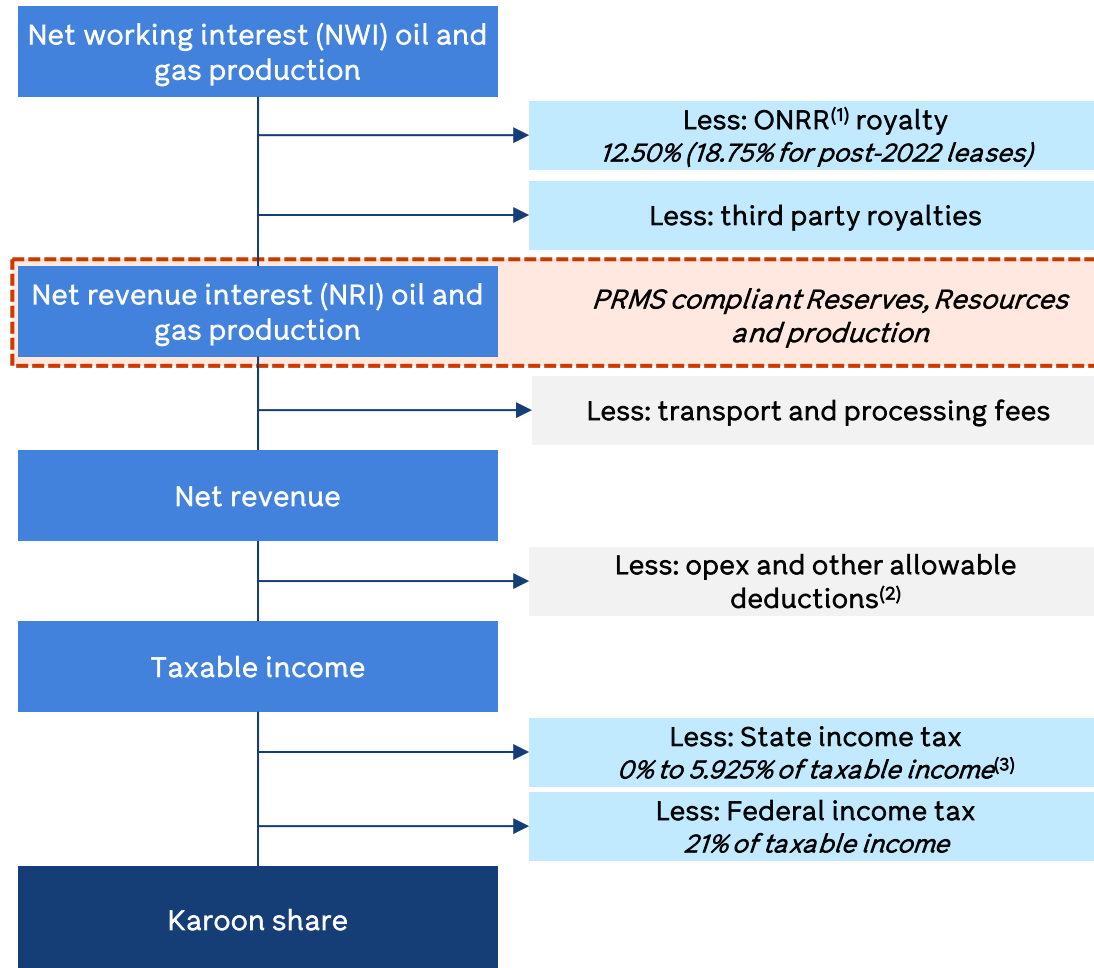 Net working interest (NWI) oil and
gas production
Less: ONRR(1) royalty
12.50% (18.75% for post-2022 leases)
Less: third party royalties
Net revenue interest (NRI) oil and
gas production
PRMS compliant Reserves, Resources
and production
Less: transport and processing fees
Net revenue
Less: opex and other allowable
deductions(2)
Taxable income
Less: State income tax
0% to 5.925% of taxable income(3)
Less: Federal income tax
21% of taxable income
Karoon share